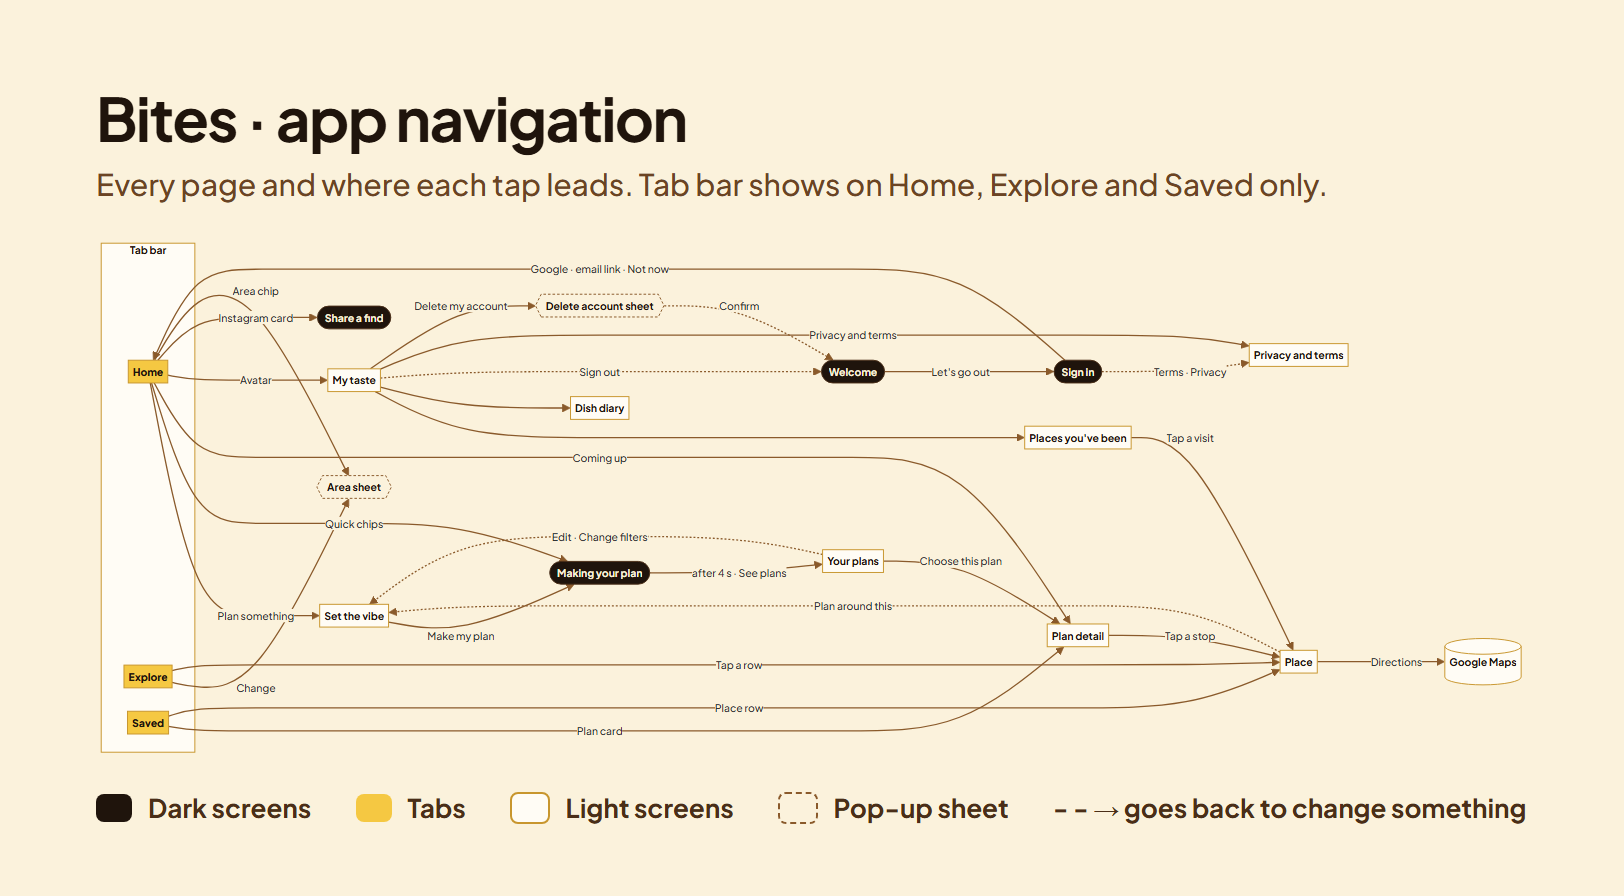 Bites · app navigation
Every page and where each tap leads. Tab bar shows on Home, Explore and Saved only.
Tab bar
Google · email link · Not now
Area chip
Delete my account
Delete account sheet
Confirm
Instagram card
Share a find
Privacy and terms
Privacy and terms
Home
Avatar
My taste
Sign out
Welcome
Let's go out
Sign in
Terms · Privacy
Dish diary
Places you've been
Tap a visit
Coming up
Area sheet
Quick chips
Edit · Change filters
Making your plan
after 4 s · See plans
Your plans
Choose this plan
Plan something
Set the vibe
Plan around this
Make my plan
Plan detail
Tap a stop
Place
Directions
Google Maps
Tap a row
Explore
Change
Place row
Saved
Plan card
Dark screens
Tabs
Light screens
Pop-up sheet
- - → goes back to change something